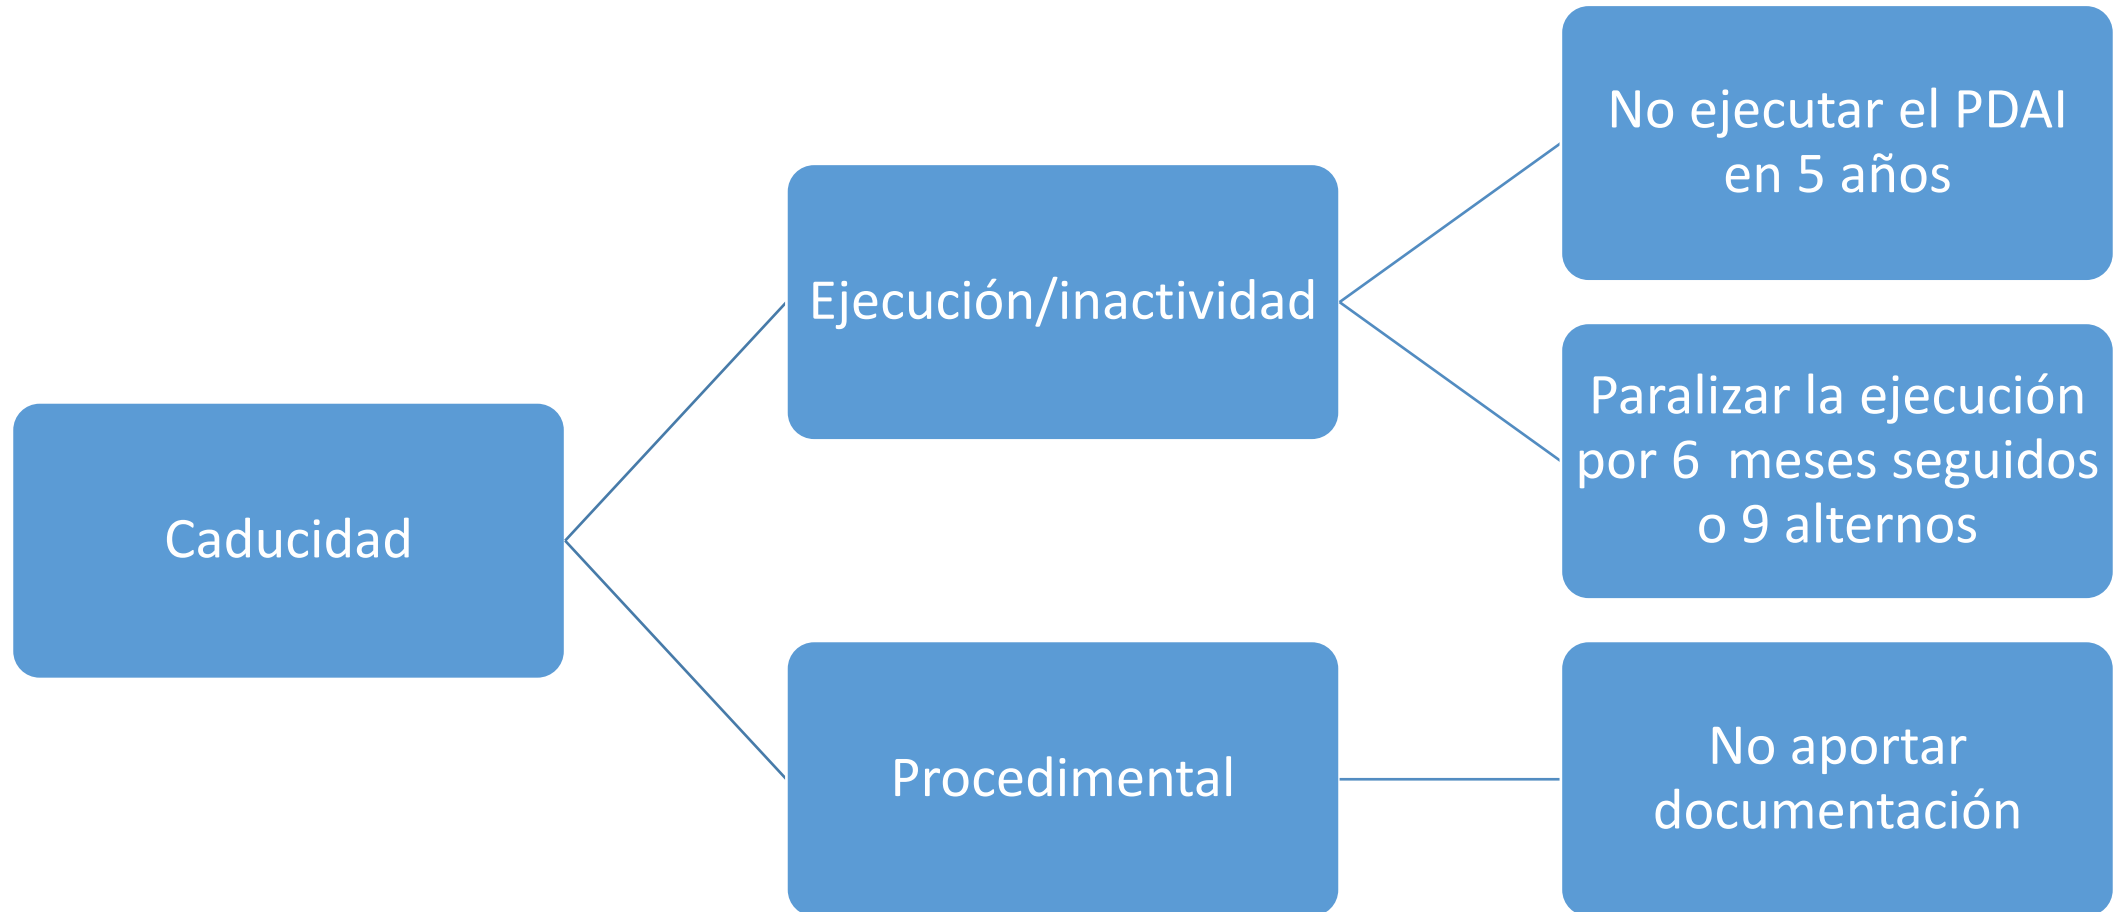 Caducidad
Ejecución/inactividad
No ejecutar el PDAI
en 5 años
Paralizar la ejecución
por 6  meses seguidos
o 9 alternos
Procedimental
No aportar
documentación